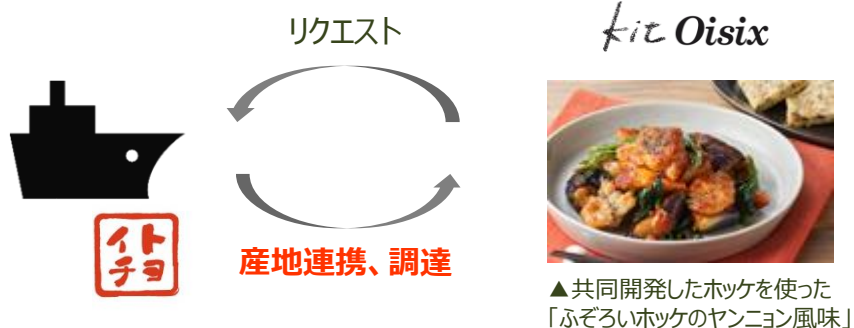 リクエスト
kit Oisix
イトチヨ
産地連携、調達
▲共同開発したホッケを使った
「ふぞろいホッケのヤンニョン風味」